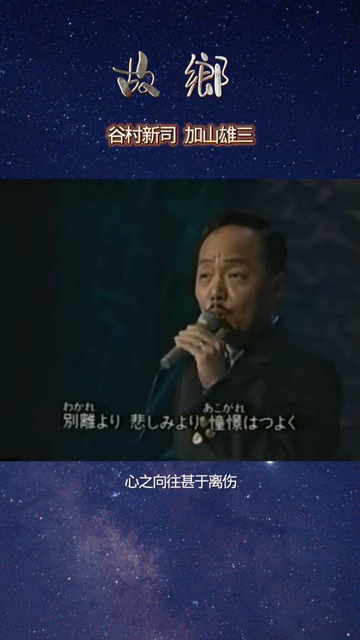 故 鄉
谷村新司 加山雄三
わかれ あこがれ
別離より 悲しみより 憧憬はつよく
心之向往甚于离伤